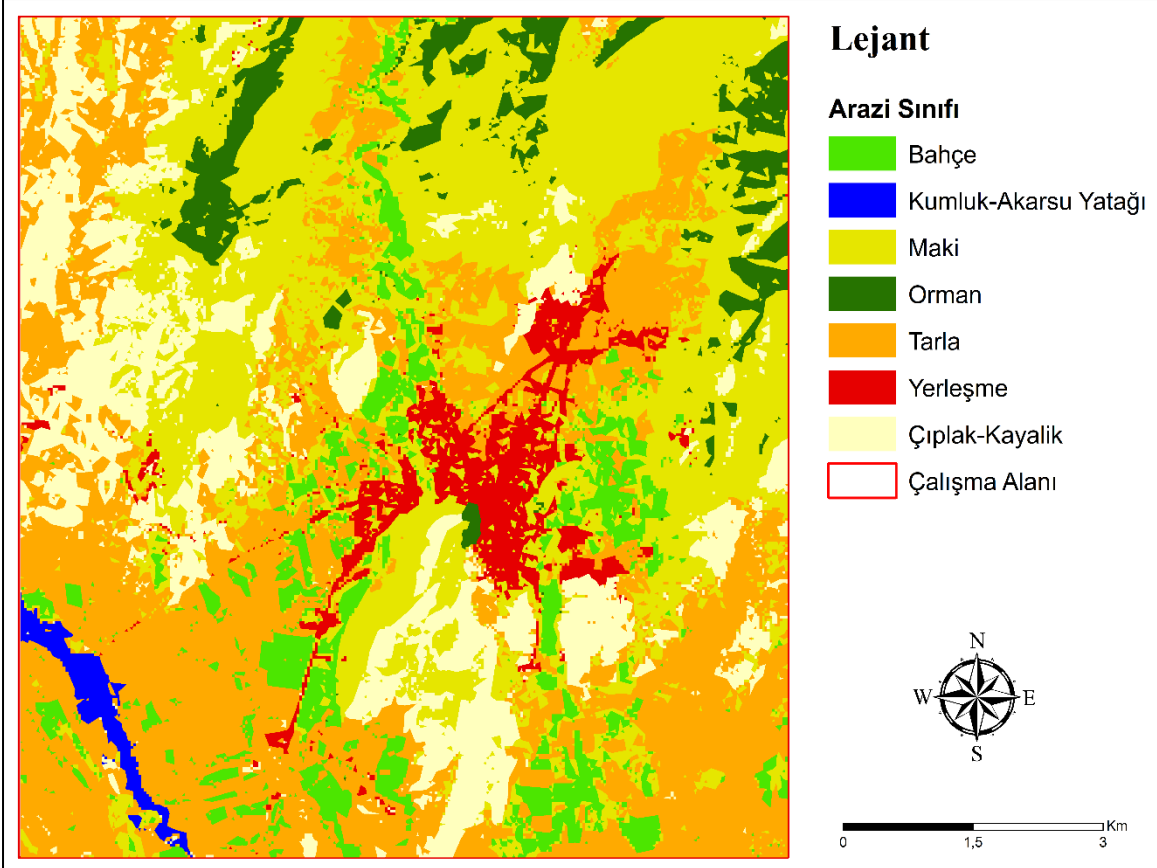 Lejant
Arazi Sınıfı
Bahçe
Kumluk-Akarsu Yatağı
Maki
Orman
Tarla
Yerleşme
Çıplak-Kayalik
Çalışma Alanı
N
W E
S
Km
0 1,5 3